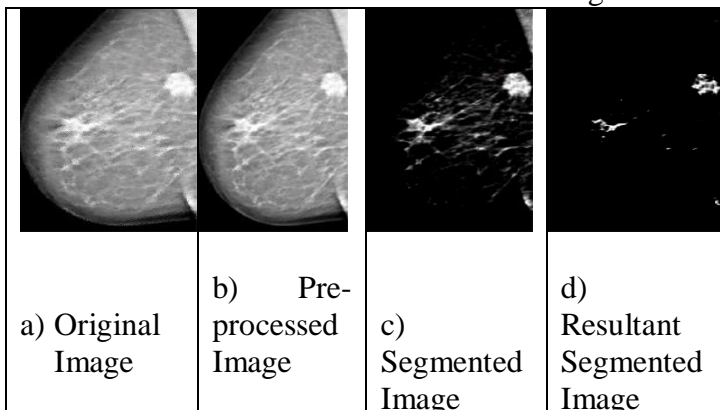 a) Original
Image
b) Pre-
processed
Image
c)
Segmented
Image
d)
Resultant
Segmented
Image